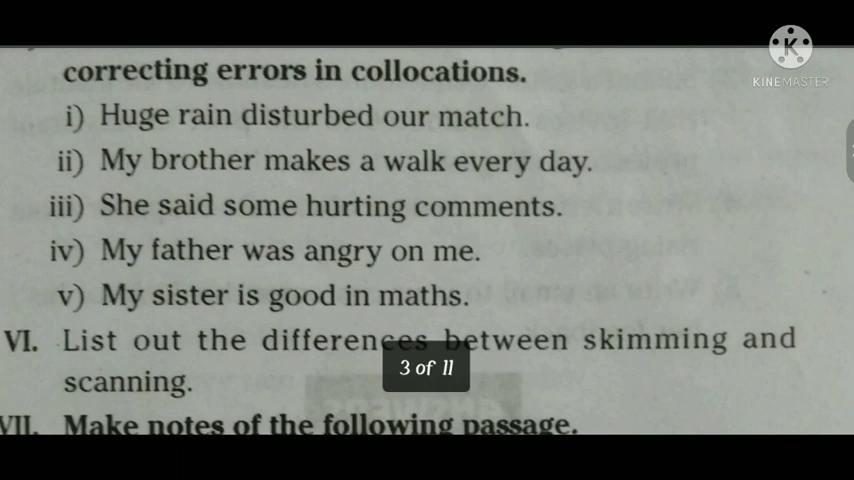 K
KINEMASTER
correcting errors in collocations.
i) Huge rain disturbed our match.
ii) My brother makes a walk every day.
iii) She said some hurting comments.
iv) My father was angry on me.
v) My sister is good in maths.
VI. List out the differences between skimming and
scanning.
3 of 11
VII. Make notes of the following passage.